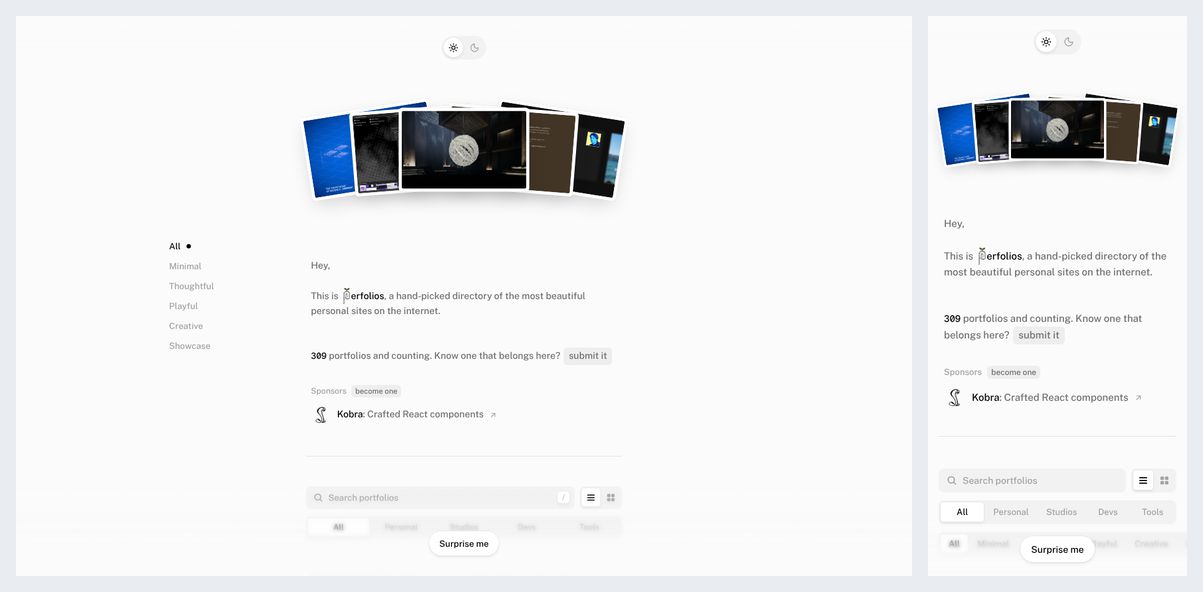 All
Minimal
Thoughtful
Playful
Creative
Showcase
Hey,
This is perfolios, a hand-picked directory of the most beautiful
personal sites on the internet.
309 portfolios and counting. Know one that belongs here? submit it
Sponsors become one
Kobra: Crafted React components ↗
Search portfolios /
All Personal Studios Devs Tools
Surprise me
Hey,
This is perfolios, a hand-picked directory of the
most beautiful personal sites on the internet.
309 portfolios and counting. Know one that
belongs here? submit it
Sponsors become one
Kobra: Crafted React components ↗
Search portfolios
All Personal Studios Devs Tools
All Minimal Playful Creative
Surprise me